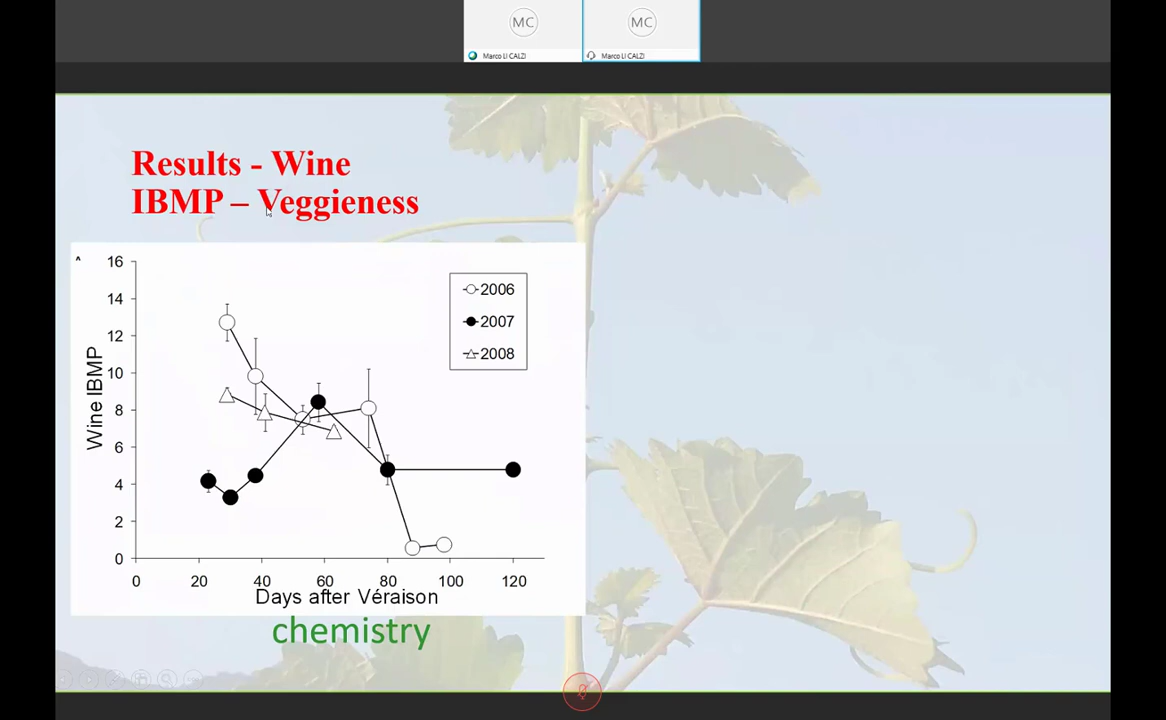 MC
MC
Marco LI CALZI
Marco LI CALZI
Results - Wine
IBMP – Veggieness
A
16
14
12
10
8
6
4
2
0
Wine IBMP
2006
2007
2008
0 20 40 60 80 100 120
Days after Véraison
chemistry